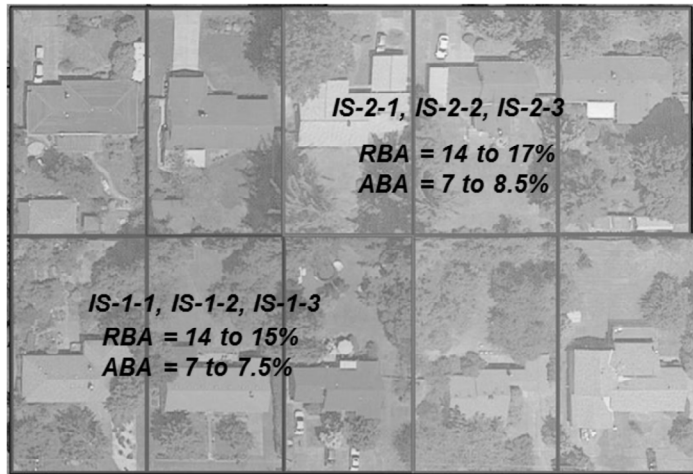 IS-2-1, IS-2-2, IS-2-3
RBA = 14 to 17%
ABA = 7 to 8.5%
IS-1-1, IS-1-2, IS-1-3
RBA = 14 to 15%
ABA = 7 to 7.5%